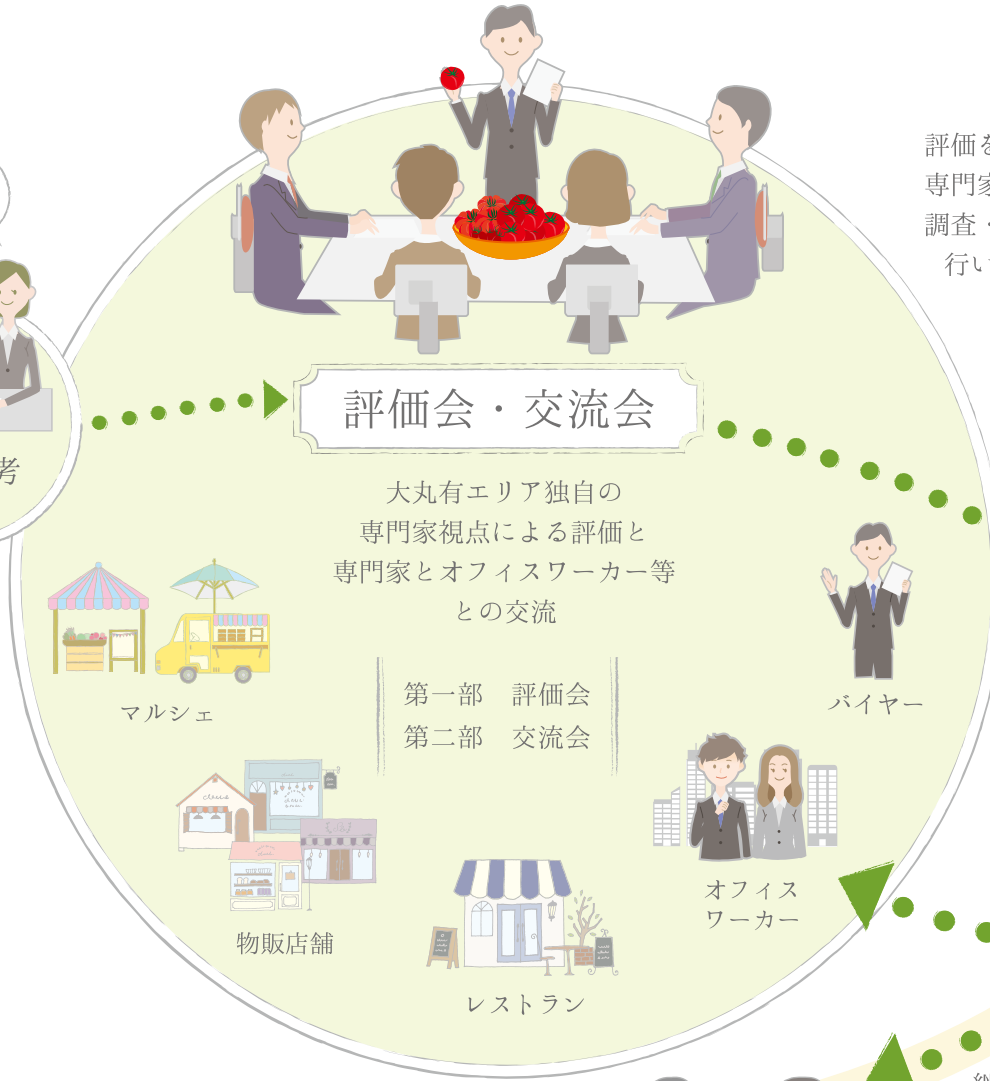 評価会・交流会
大丸有エリア独自の
専門家視点による評価と
専門家とオフィスワーカー等
との交流
第一部　評価会
第二部　交流会
マルシェ
物販店舗
レストラン
オフィス
ワーカー
バイヤー
評価を
専門家
調査・
行い
考